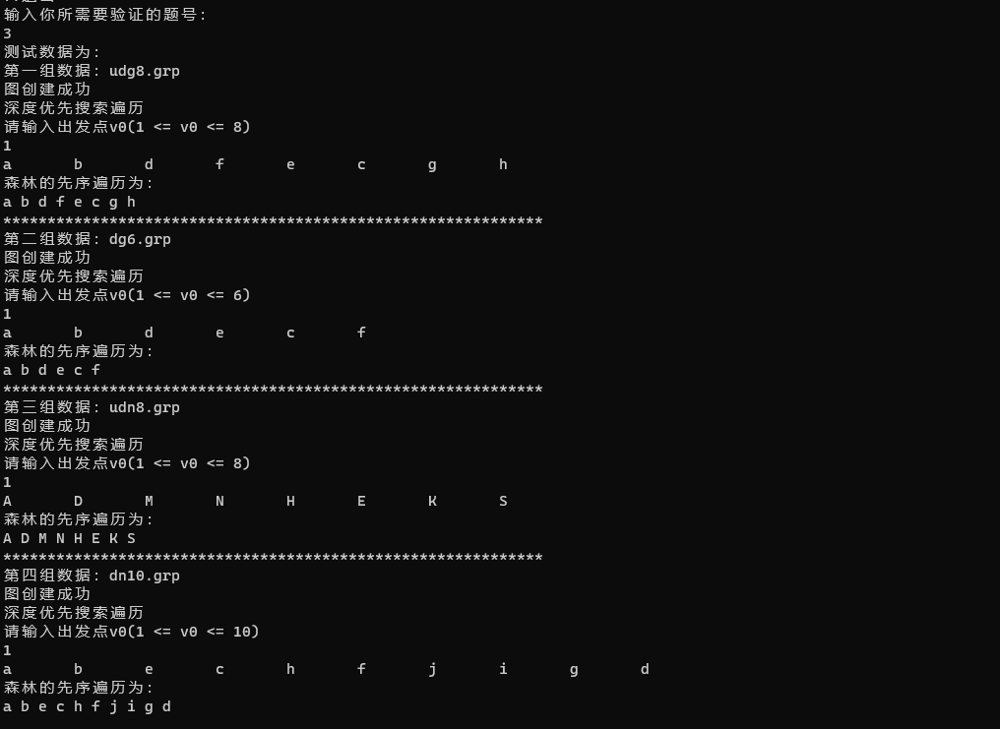 输入你所需要验证的题号:
3
测试数据为:
第一组数据: udg8.grp
图创建成功
深度优先搜索遍历
请输入出发点v0(1 <= v0 <= 8)
1
a b d f e c g h
森林的先序遍历为:
a b d f e c g h
*************************************************************
第二组数据: dg6.grp
图创建成功
深度优先搜索遍历
请输入出发点v0(1 <= v0 <= 6)
1
a b d e c f
森林的先序遍历为:
a b d e c f
*************************************************************
第三组数据: udn8.grp
图创建成功
深度优先搜索遍历
请输入出发点v0(1 <= v0 <= 8)
1
A D M N H E K S
森林的先序遍历为:
A D M N H E K S
*************************************************************
第四组数据: dn10.grp
图创建成功
深度优先搜索遍历
请输入出发点v0(1 <= v0 <= 10)
1
a b e c h f j i g d
森林的先序遍历为:
a b e c h f j i g d